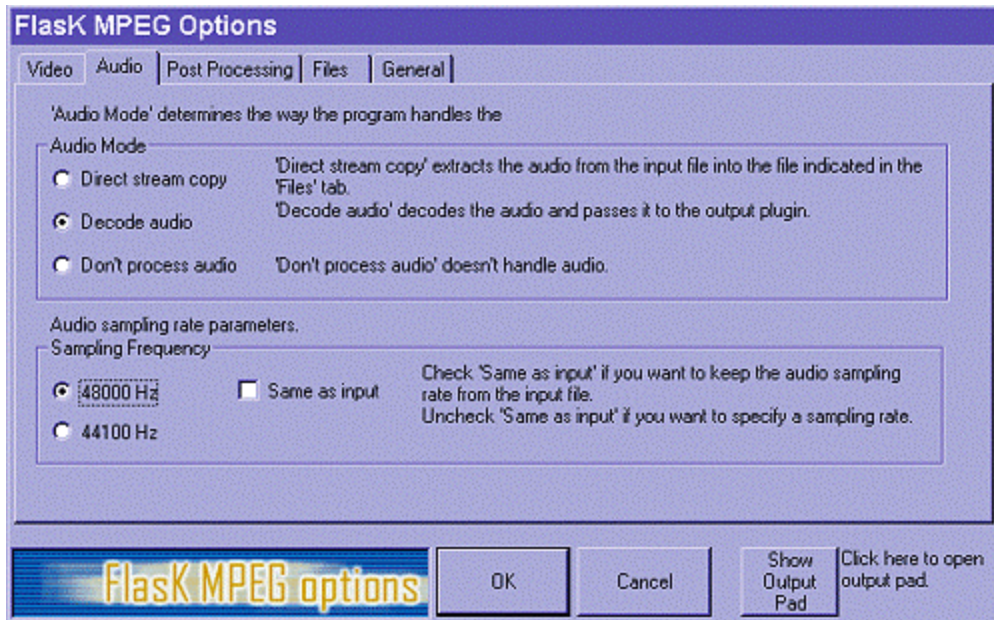 FlasK MPEG Options
Video Audio Post Processing Files General
'Audio Mode' determines the way the program handles the
Audio Mode
Direct stream copy
'Direct stream copy' extracts the audio from the input file into the file indicated in the
'Files' tab.
Decode audio
'Decode audio' decodes the audio and passes it to the output plugin.
Don't process audio
'Don't process audio' doesn't handle audio.
Audio sampling rate parameters.
Sampling Frequency
48000 Hz
Same as input
Check 'Same as input' if you want to keep the audio sampling
rate from the input file.
Uncheck 'Same as input' if you want to specify a sampling rate.
44100 Hz
FlasK MPEG options
OK
Cancel
Show
Output
Pad
Click here to open
output pad.